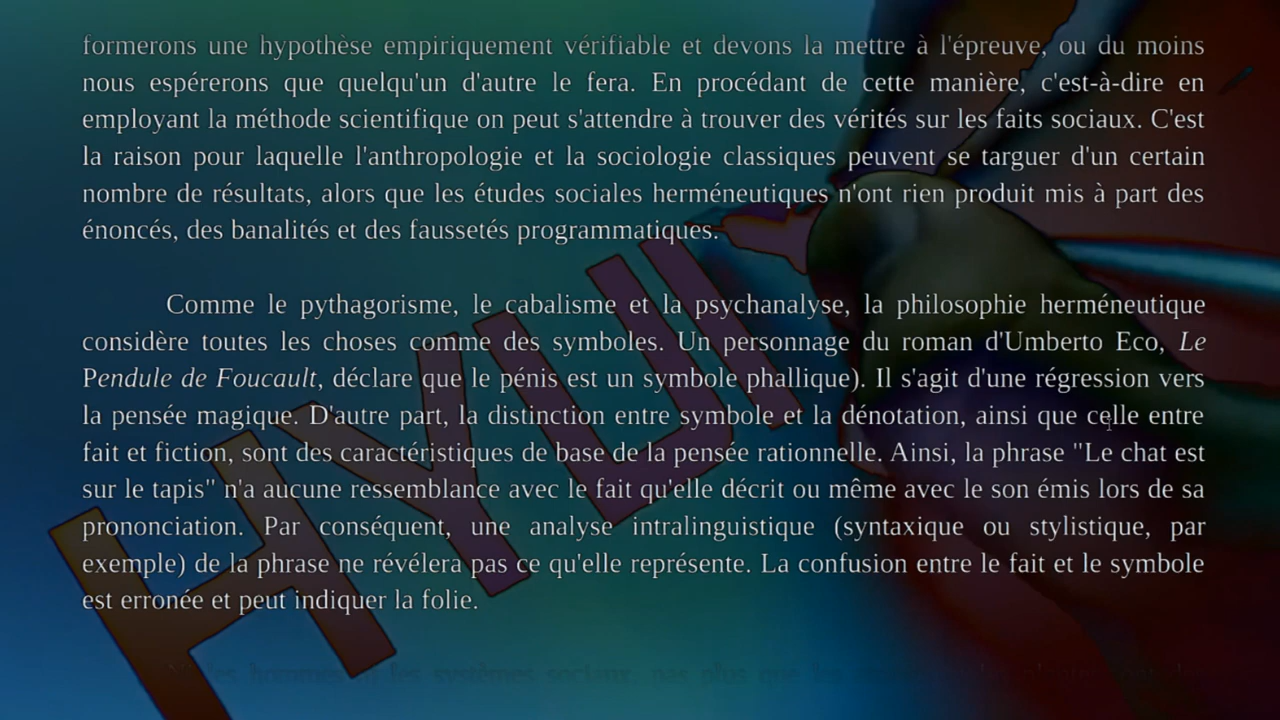 formerons une hypothèse empiriquement vérifiable et devons la mettre à l'épreuve, ou du moins
nous espérerons que quelqu'un d'autre le fera. En procédant de cette manière, c'est-à-dire en
employant la méthode scientifique on peut s'attendre à trouver des vérités sur les faits sociaux. C'est
la raison pour laquelle l'anthropologie et la sociologie classiques peuvent se targuer d'un certain
nombre de résultats, alors que les études sociales herméneutiques n'ont rien produit mis à part des
énoncés, des banalités et des faussetés programmatiques.
Comme le pythagorisme, le cabalisme et la psychanalyse, la philosophie herméneutique
considère toutes les choses comme des symboles. Un personnage du roman d'Umberto Eco, Le
Pendule de Foucault, déclare que le pénis est un symbole phallique). Il s'agit d'une régression vers
la pensée magique. D'autre part, la distinction entre symbole et la dénotation, ainsi que celle entre
fait et fiction, sont des caractéristiques de base de la pensée rationnelle. Ainsi, la phrase "Le chat est
sur le tapis" n'a aucune ressemblance avec le fait qu'elle décrit ou même avec le son émis lors de sa
prononciation. Par conséquent, une analyse intralinguistique (syntaxique ou stylistique, par
exemple) de la phrase ne révélera pas ce qu'elle représente. La confusion entre le fait et le symbole
est erronée et peut indiquer la folie.
les hommes les systèmes sociaux, pas plus que les